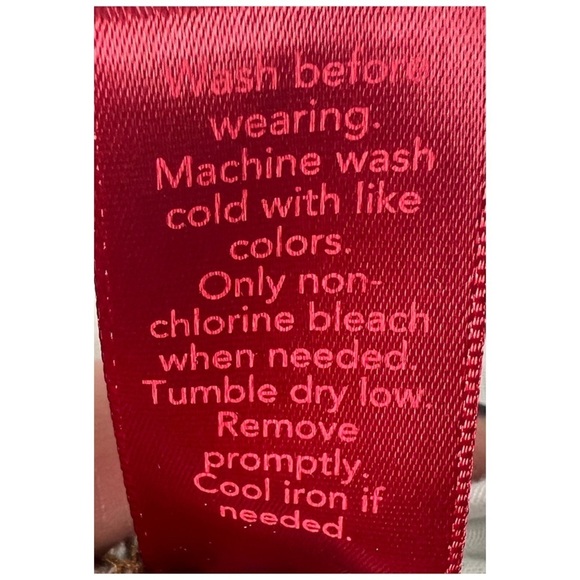 Wash before
wearing.
Machine wash
cold with like
colors.
Only non-
chlorine bleach
when needed.
Tumble dry low.
Remove
promptly.
Cool iron if
needed.